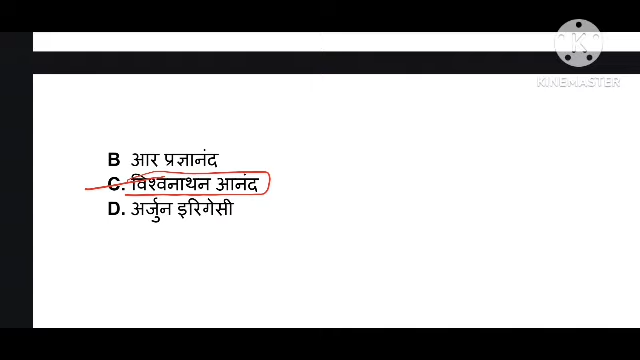 K
KINEMASTER
B आर प्रज्ञानंद
C. विश्वनाथन आनंद
D. अर्जुन इरिगेसी